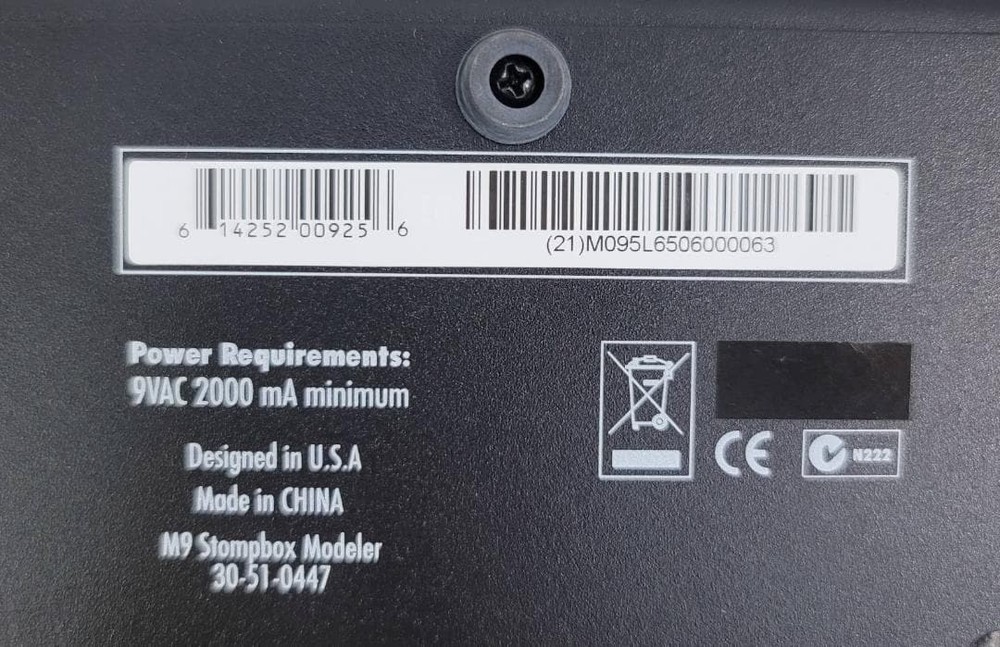 6 14252 00925 6
(21)M095L6506000063
Power Requirements:
9VAC 2000 mA minimum
Designed in U.S.A
Made in CHINA
M9 Stompbox Modeler
30-51-0447
CE
N222